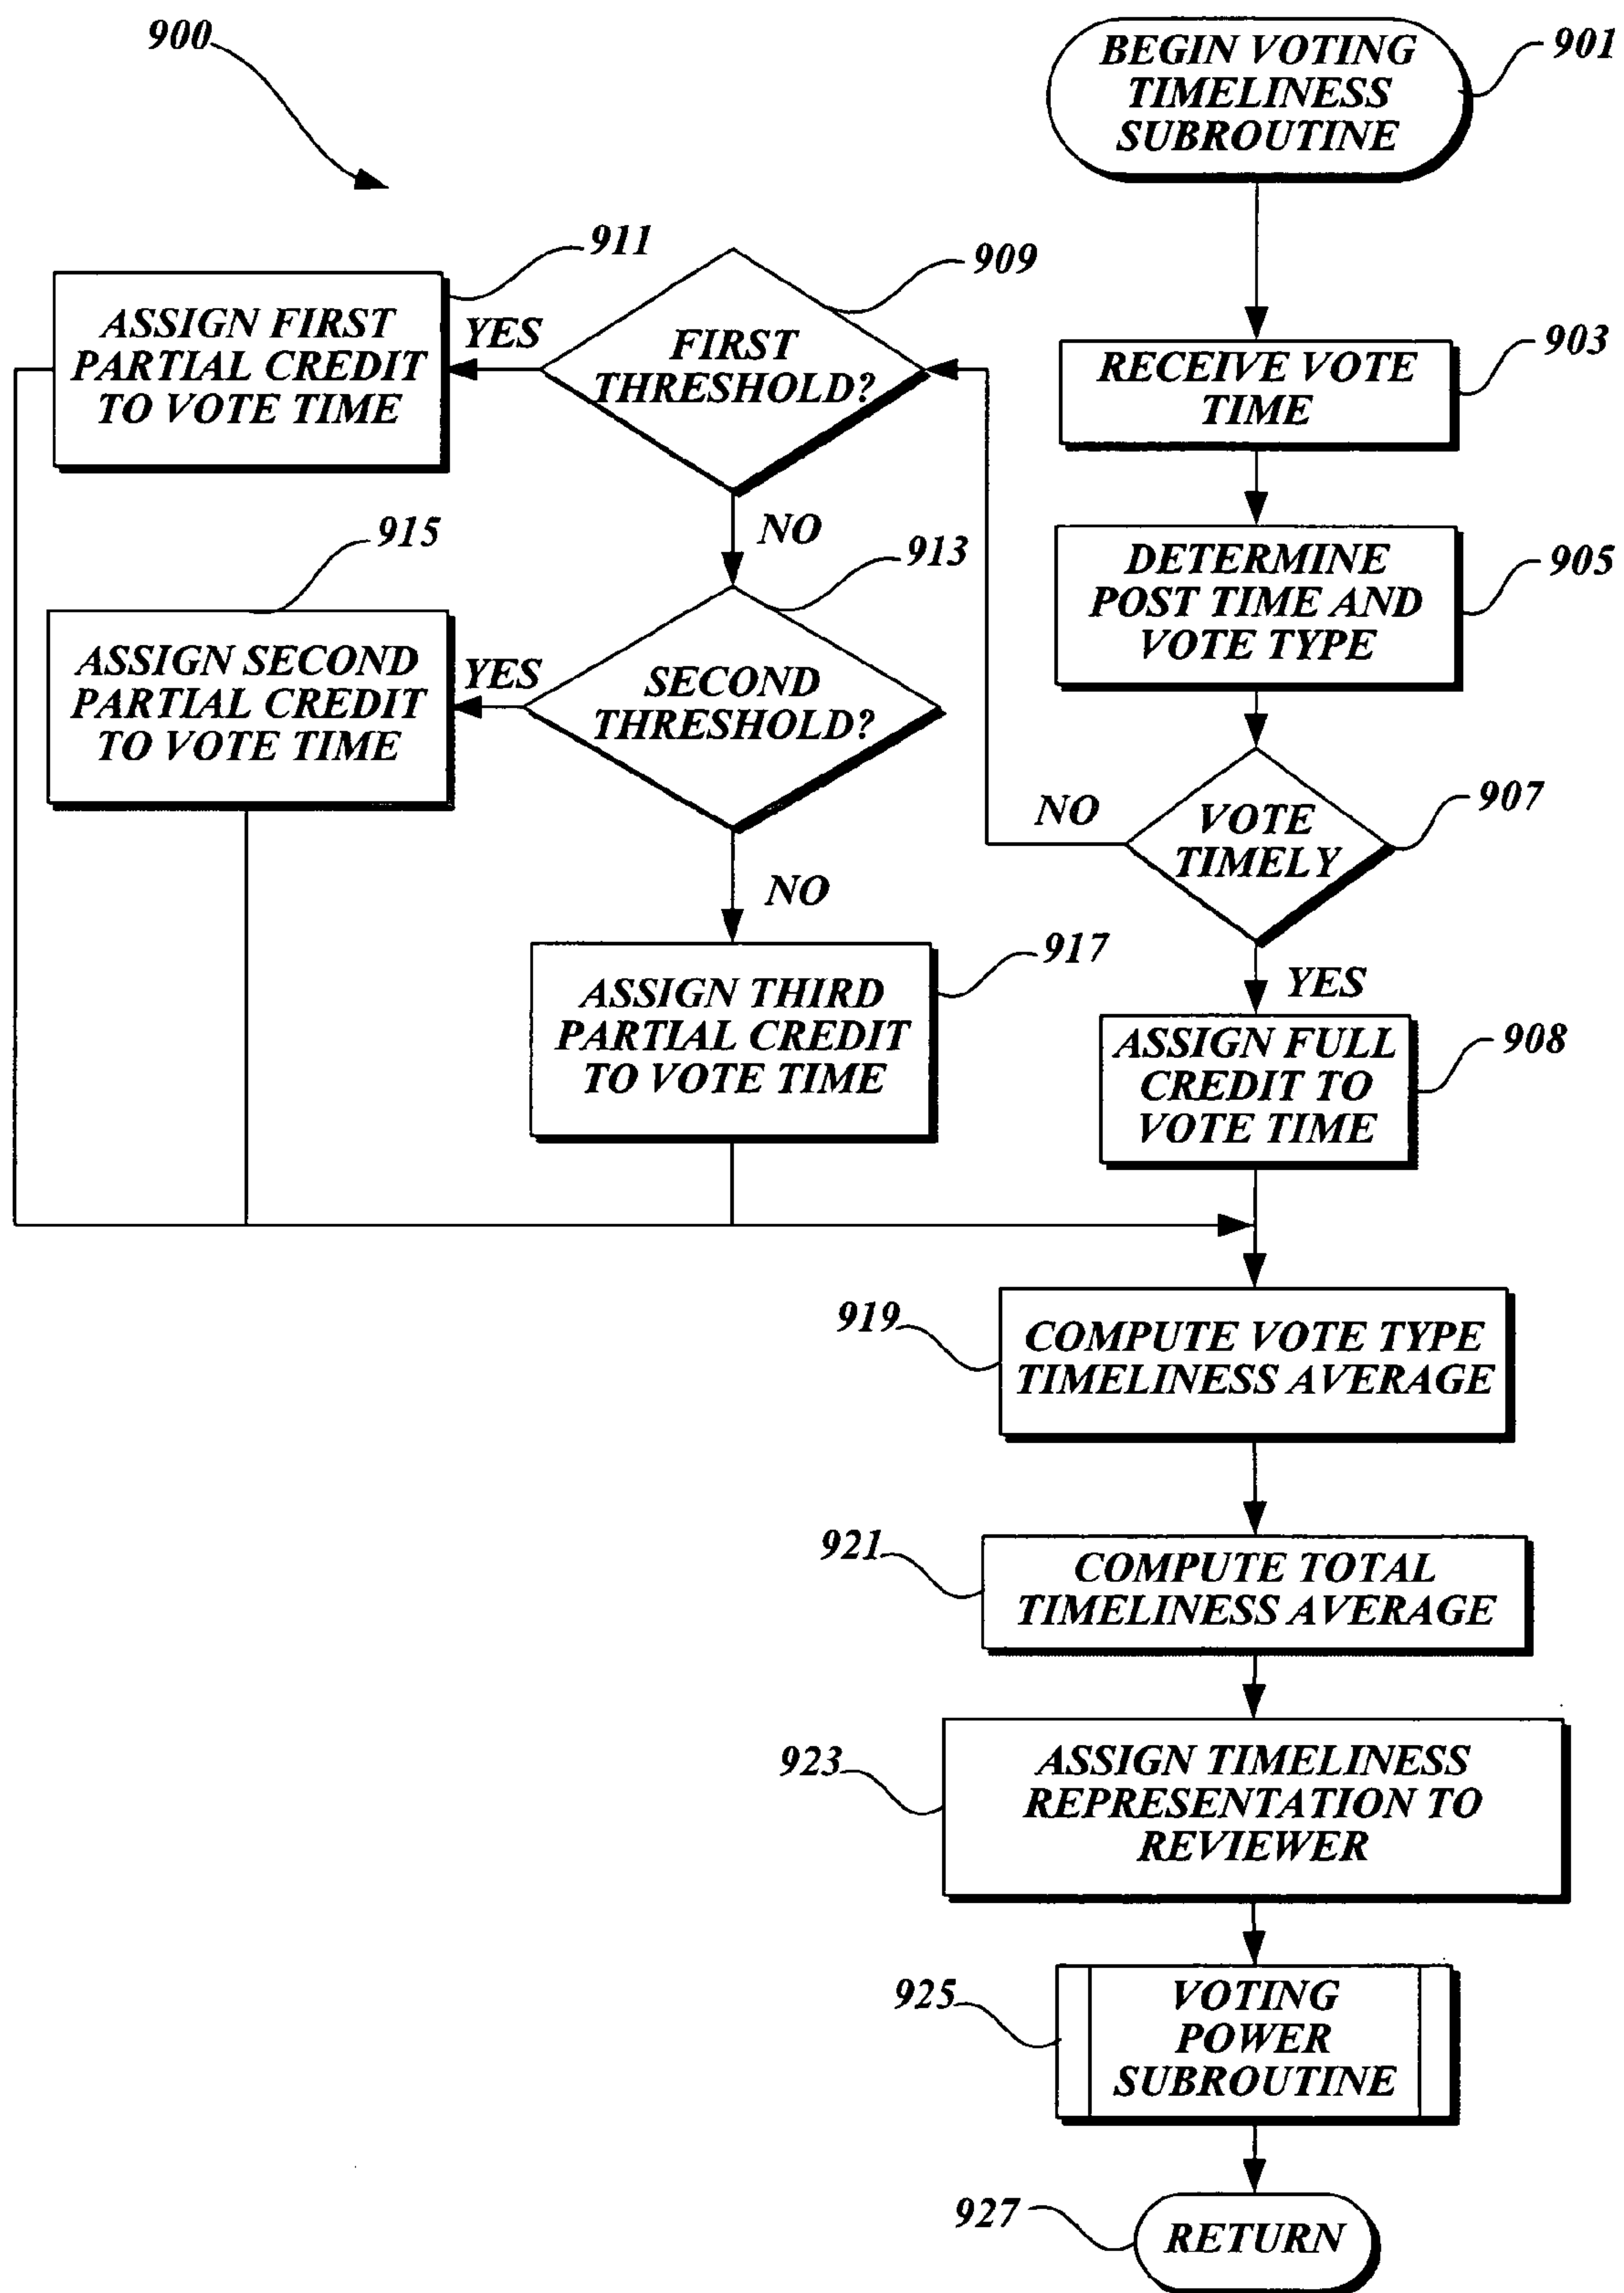 900
BEGIN VOTING
TIMELINESS
SUBROUTINE
901
RECEIVE VOTE
TIME
903
DETERMINE
POST TIME AND
VOTE TYPE
905
VOTE
TIMELY
907
NO
YES
ASSIGN FULL
CREDIT TO
VOTE TIME
908
FIRST
THRESHOLD?
909
YES
ASSIGN FIRST
PARTIAL CREDIT
TO VOTE TIME
911
NO
SECOND
THRESHOLD?
913
YES
ASSIGN SECOND
PARTIAL CREDIT
TO VOTE TIME
915
NO
ASSIGN THIRD
PARTIAL CREDIT
TO VOTE TIME
917
919
COMPUTE VOTE TYPE
TIMELINESS AVERAGE
921
COMPUTE TOTAL
TIMELINESS AVERAGE
923
ASSIGN TIMELINESS
REPRESENTATION TO
REVIEWER
925
VOTING
POWER
SUBROUTINE
927
RETURN